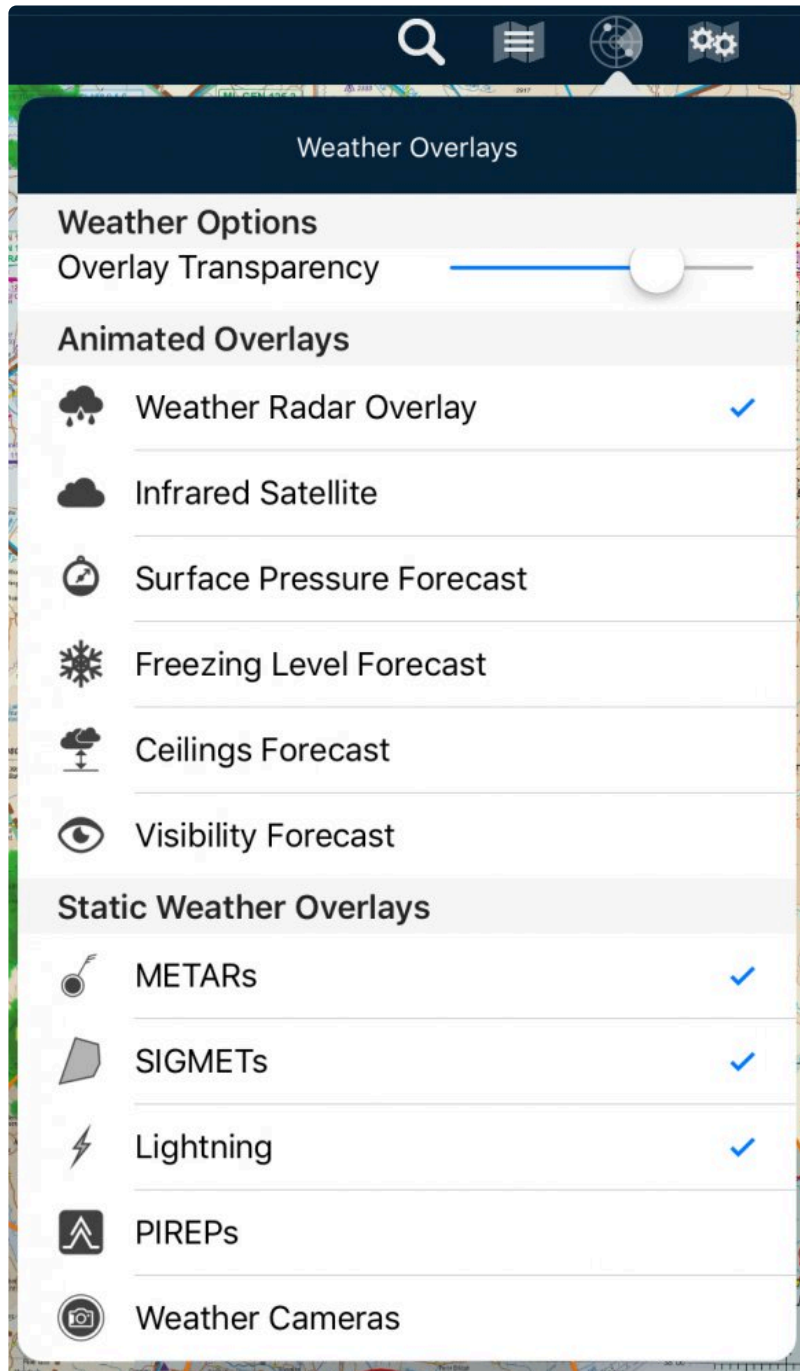 2917
Weather Overlays
Weather Options
Overlay Transparency
Animated Overlays
Weather Radar Overlay
Infrared Satellite
Surface Pressure Forecast
Freezing Level Forecast
Ceilings Forecast
Visibility Forecast
Static Weather Overlays
METARs
SIGMETs
Lightning
PIREPs
Weather Cameras